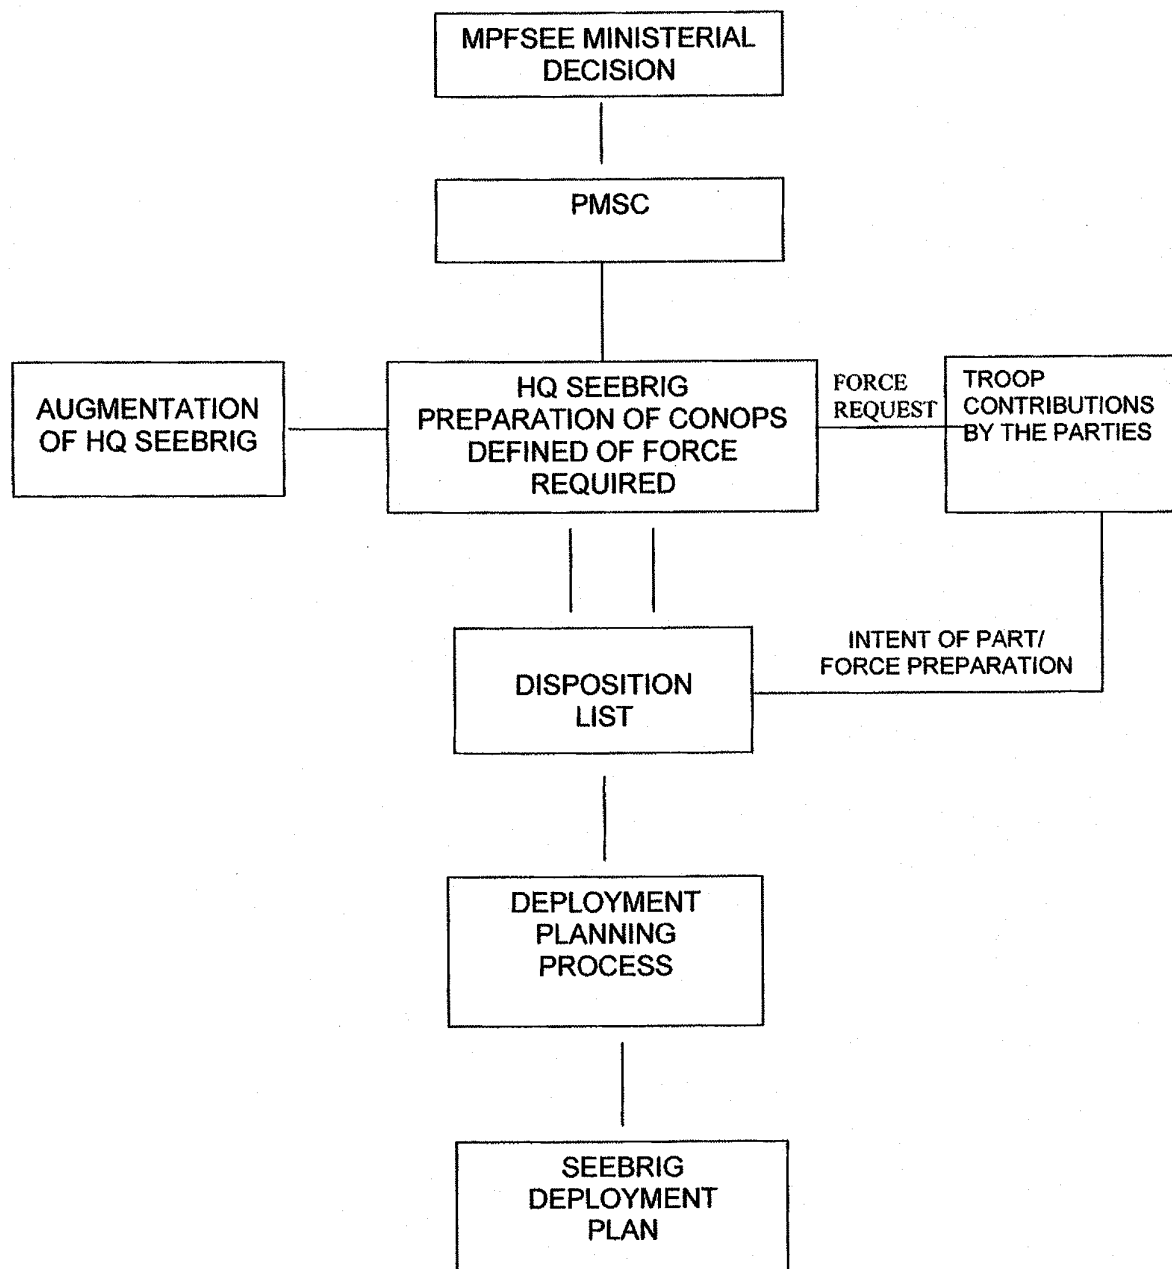 MPFSEE MINISTERIAL
DECISION
PMSC
AUGMENTATION
OF HQ SEEBRIG
HQ SEEBRIG
PREPARATION OF CONOPS
DEFINED OF FORCE
REQUIRED
FORCE
REQUEST
TROOP
CONTRIBUTIONS
BY THE PARTIES
INTENT OF PART/
FORCE PREPARATION
DISPOSITION
LIST
DEPLOYMENT
PLANNING
PROCESS
SEEBRIG
DEPLOYMENT
PLAN